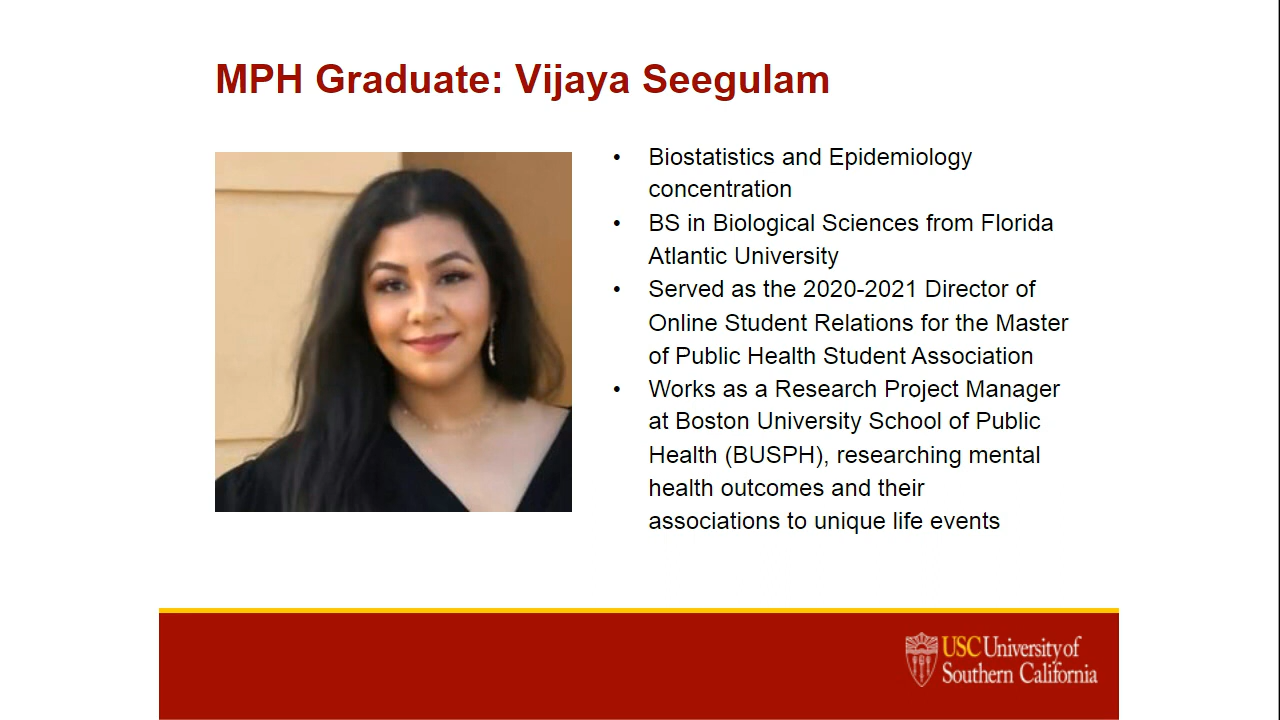 MPH Graduate: Vijaya Seegulam
• Biostatistics and Epidemiology
concentration
• BS in Biological Sciences from Florida
Atlantic University
• Served as the 2020-2021 Director of
Online Student Relations for the Master
of Public Health Student Association
• Works as a Research Project Manager
at Boston University School of Public
Health (BUSPH), researching mental
health outcomes and their
associations to unique life events
USC University of
Southern California